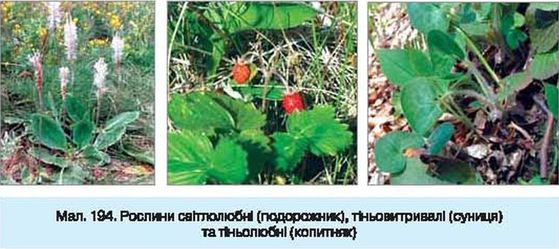 Мал. 194. Рослини світлолюбні (подорожник), тіньовитривалі (суниця)
та тіньолюбні (копитняк)